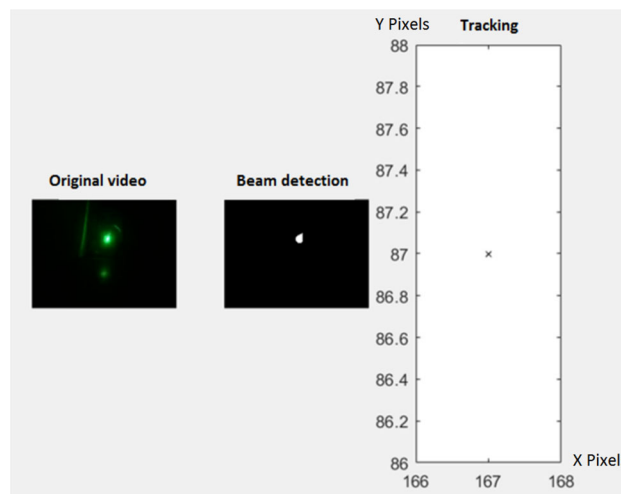 Y Pixels
Tracking
Original video
Beam detection
88
87.8
87.6
87.4
87.2
87
86.8
86.6
86.4
86.2
86
166
167
168
X Pixel